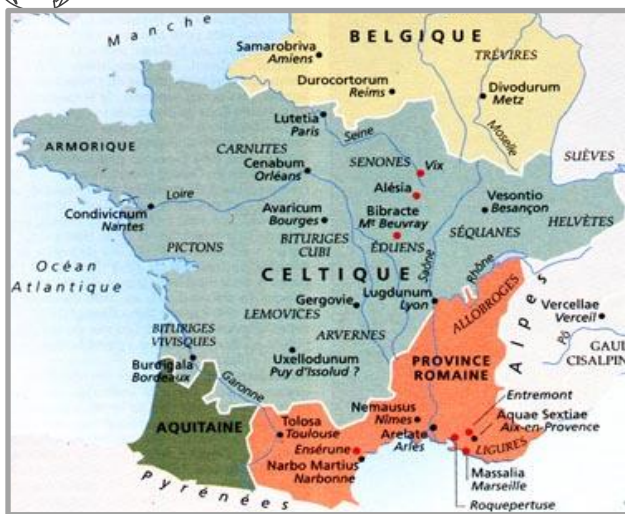 Manche
BELGIQUE
Samarobriva
Amiens
TRÉVIRES
Durocortorum
Reims
Divodurum
Metz
Lutetia
Paris
Seine
Moselle
ARMORIQUE
CARNUTES
SENONES
Vix
SUÈVES
Cenabum
Orléans
Alésia
Loire
Vesontio
Besançon
Condivicnum
Nantes
Avaricum
Bourges
Bibracte
Mt Beuvray
HELVÈTES
PICTONS
BITURIGES
CUBI
ÉDUENS
SÉQUANES
Océan
Atlantique
CELTIQUE
Saône
Rhône
Lugdunum
Lyon
ALLOBROGES
Alpes
Gergovie
LEMOVICES
Vercellae
Verceil
BITURIGES
VIVISQUES
ARVERNES
Pô
GAUL
CISALPIN
Burdigala
Bordeaux
Uxellodunum
Puy d'Issolud ?
PROVINCE
ROMAINE
Garonne
Entremont
AQUITAINE
Tolosa
Toulouse
Nemausus
Nîmes
Aquae Sextiae
Aix-en-Provence
Ensérune
Arelate
Arles
LIGURES
Narbo Martius
Narbonne
Massalia
Marseille
Pyrénées
Roquepertuse